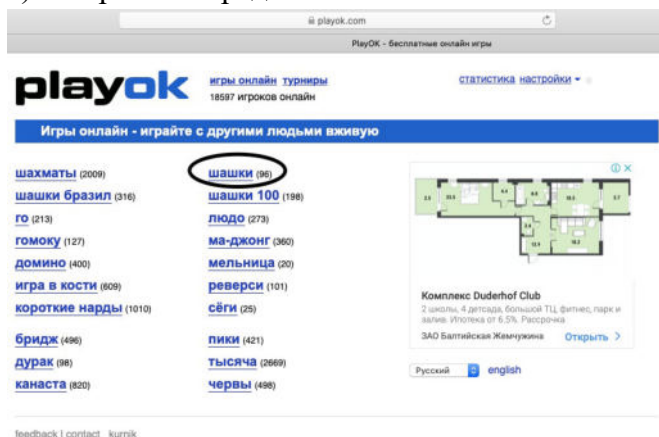 playok.com
PlayOK - бесплатные онлайн игры
playok
игры онлайн турниры
18597 игроков онлайн
статистика настройки
Игры онлайн - играйте с другими людьми вживую
шахматы (2009)
шашки бразил (316)
го (213)
гомоку (127)
домино (400)
игра в кости (609)
короткие нарды (1010)
бридж (496)
дурак (98)
канаста (820)
шашки (96)
шашки 100 (198)
людо (273)
ма-джонг (360)
мельница (20)
реверси (101)
сёги (25)
пики (421)
тысяча (2669)
червы (498)
Комплекс Duderhof Club
2 школы, 4 детсада, большой ТЦ, фитнес, парк и
залив. Ипотека от 6,5%. Рассрочка
ЗАО Балтийская Жемчужина Открыть
Русский english
feedback | contact kurnik